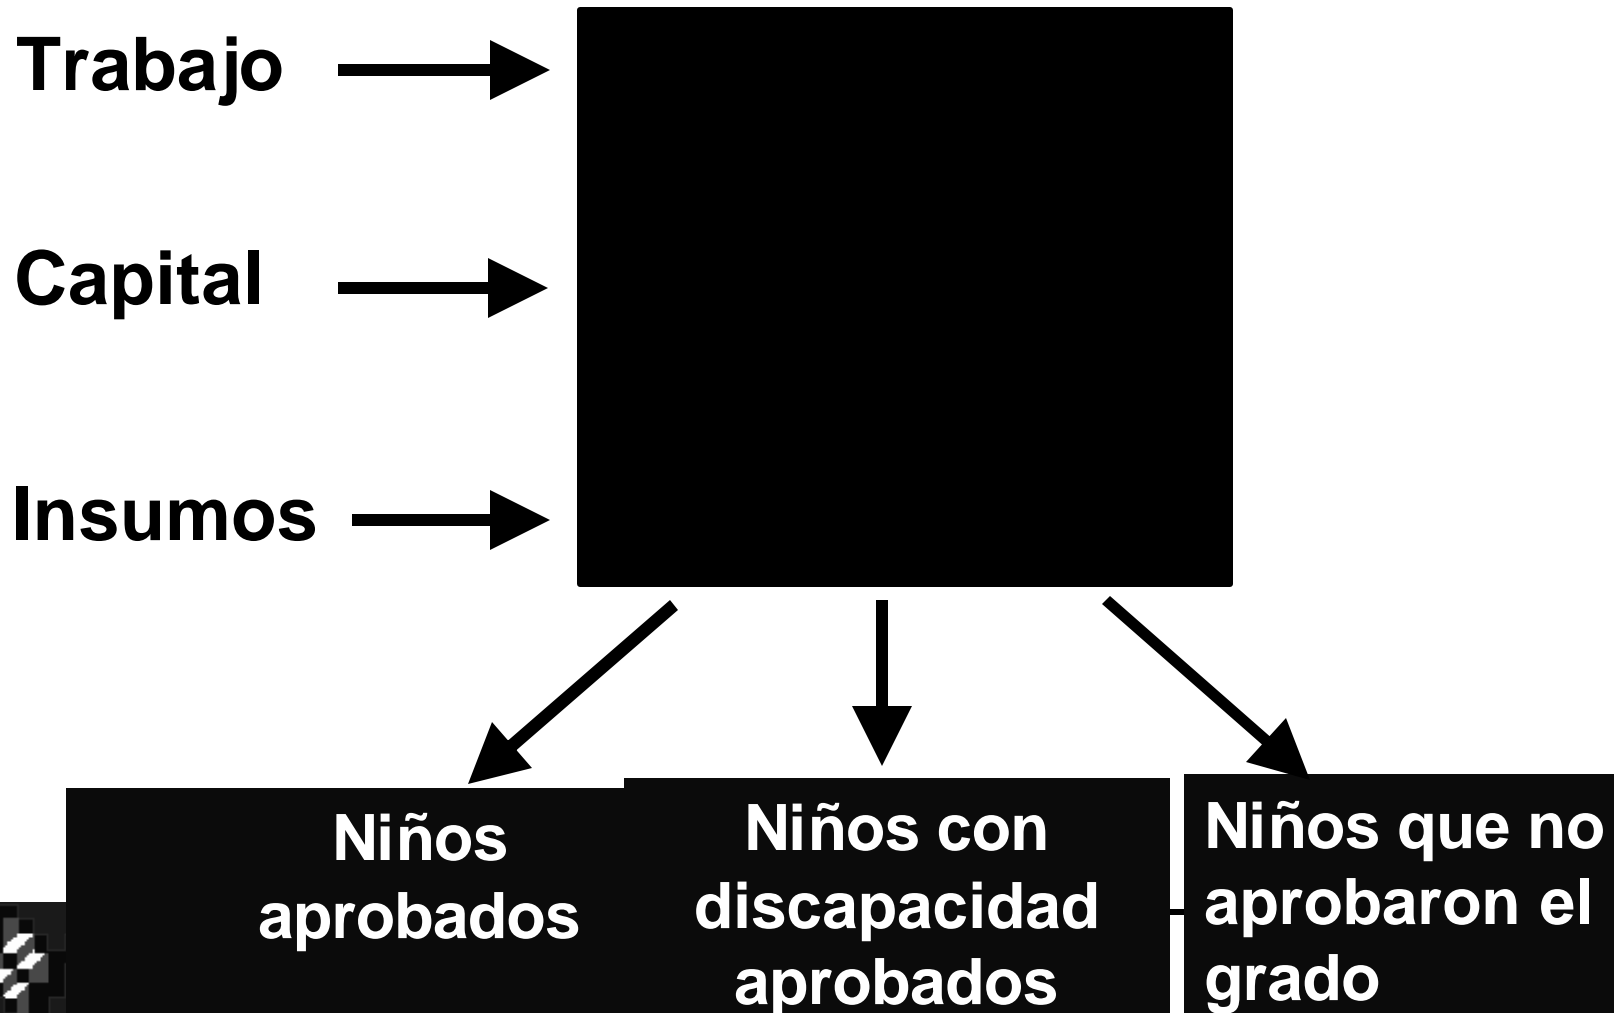 Trabajo
Capital
Insumos
Niños
aprobados
Niños con
discapacidad
aprobados
Niños que no
aprobaron el
grado